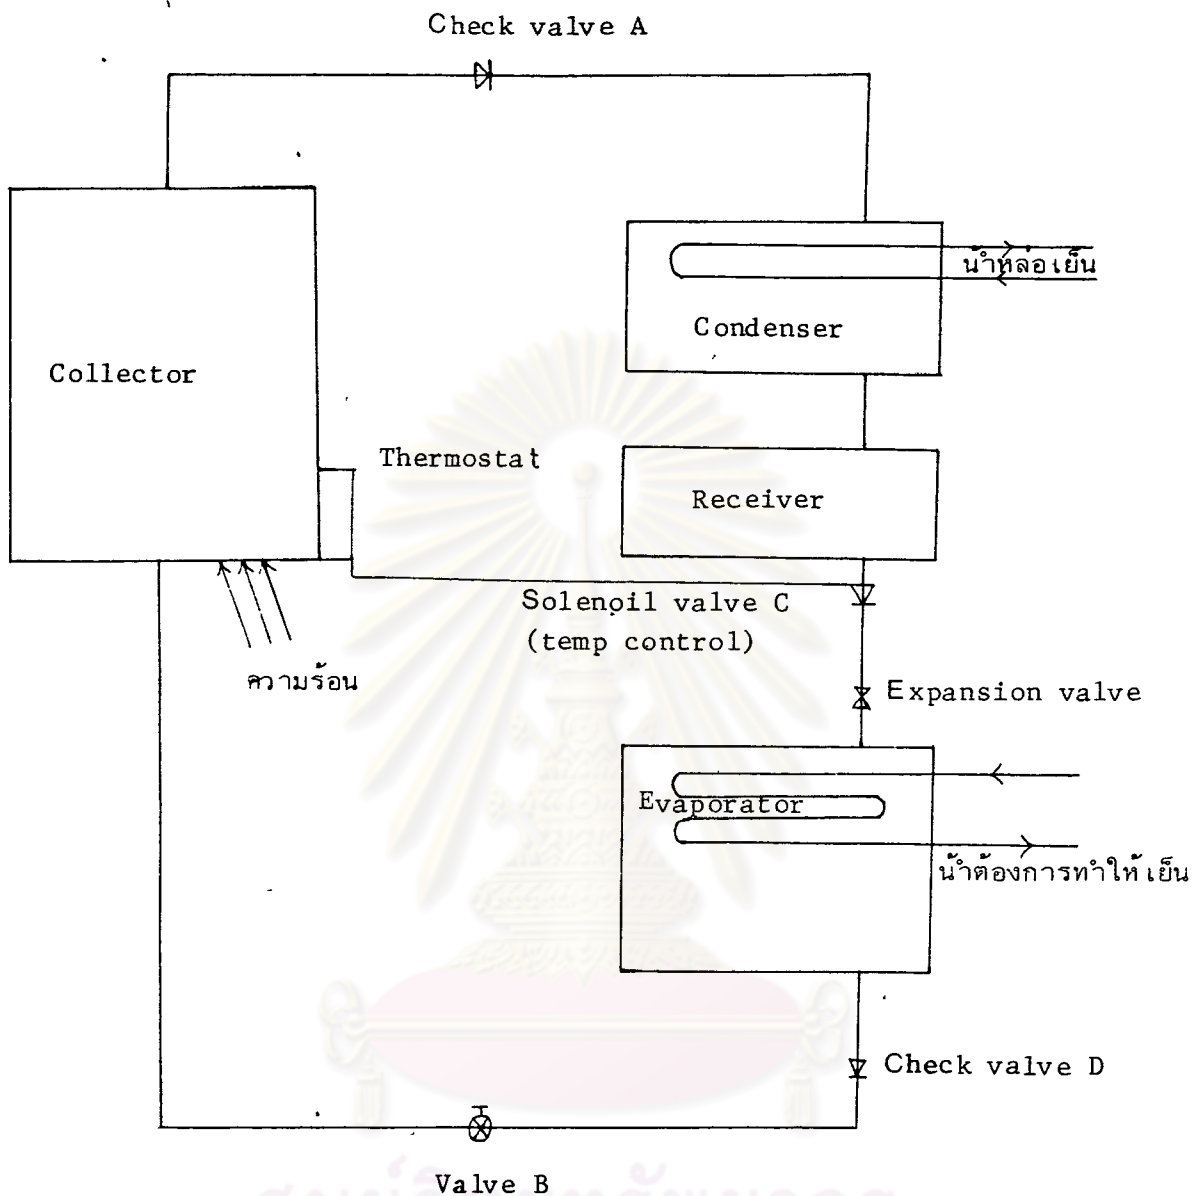 Check valve A
น้ำหล่อเย็น
Condenser
Collector
Thermostat
Receiver
Solenoil valve C
(temp control)
ความร้อน
Expansion valve
Evaporator
น้ำต้องการทำให้เย็น
Check valve D
Valve B